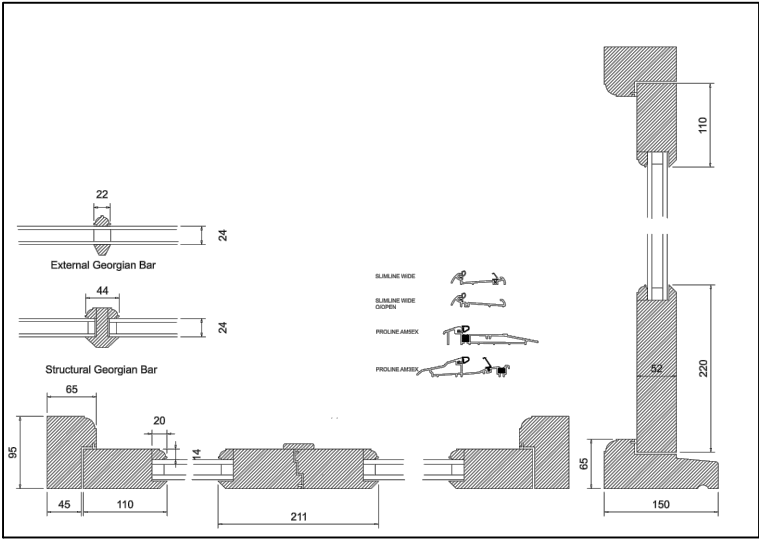 22
24
External Georgian Bar
44
24
Structural Georgian Bar
SLIMLINE WIDE
SLIMLINE WIDE
O/OPEN
PROLINE AM5EX
PROLINE AM3EX
65
95
20
14
45
110
211
110
220
52
65
150